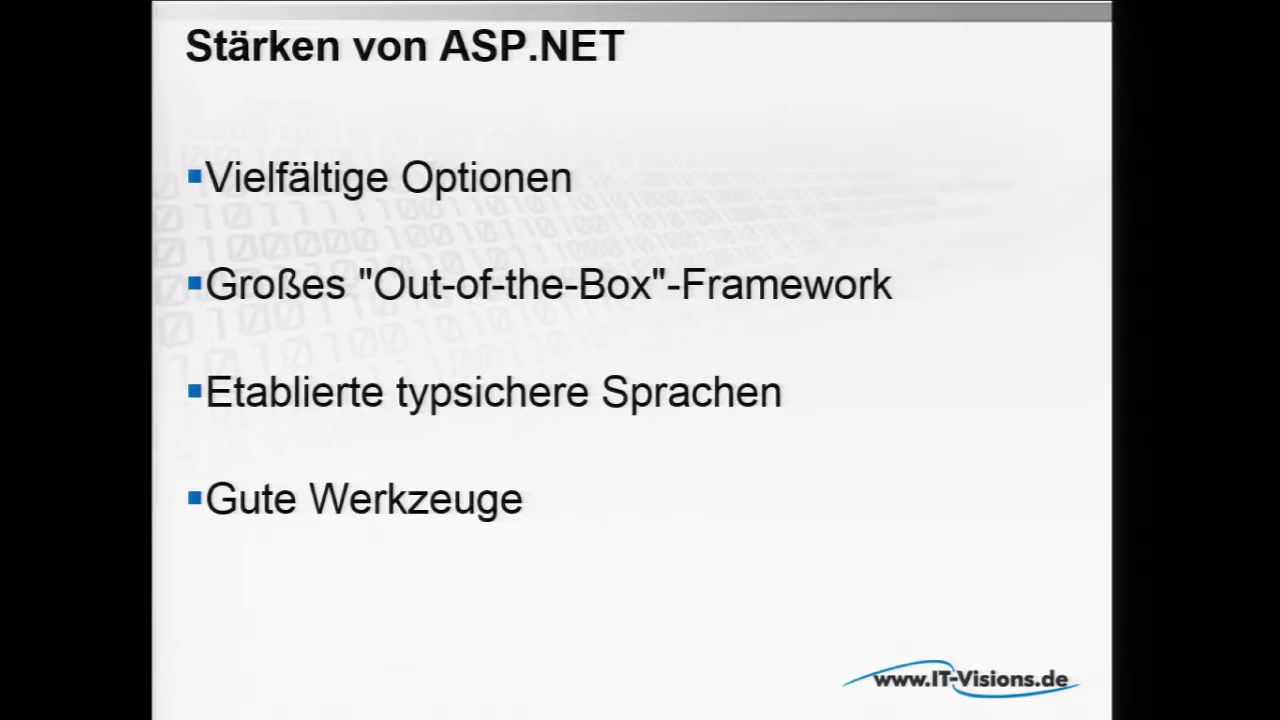 Stärken von ASP.NET
▪Vielfältige Optionen
▪Großes "Out-of-the-Box"-Framework
▪Etablierte typsichere Sprachen
▪Gute Werkzeuge
www.IT-Visions.de